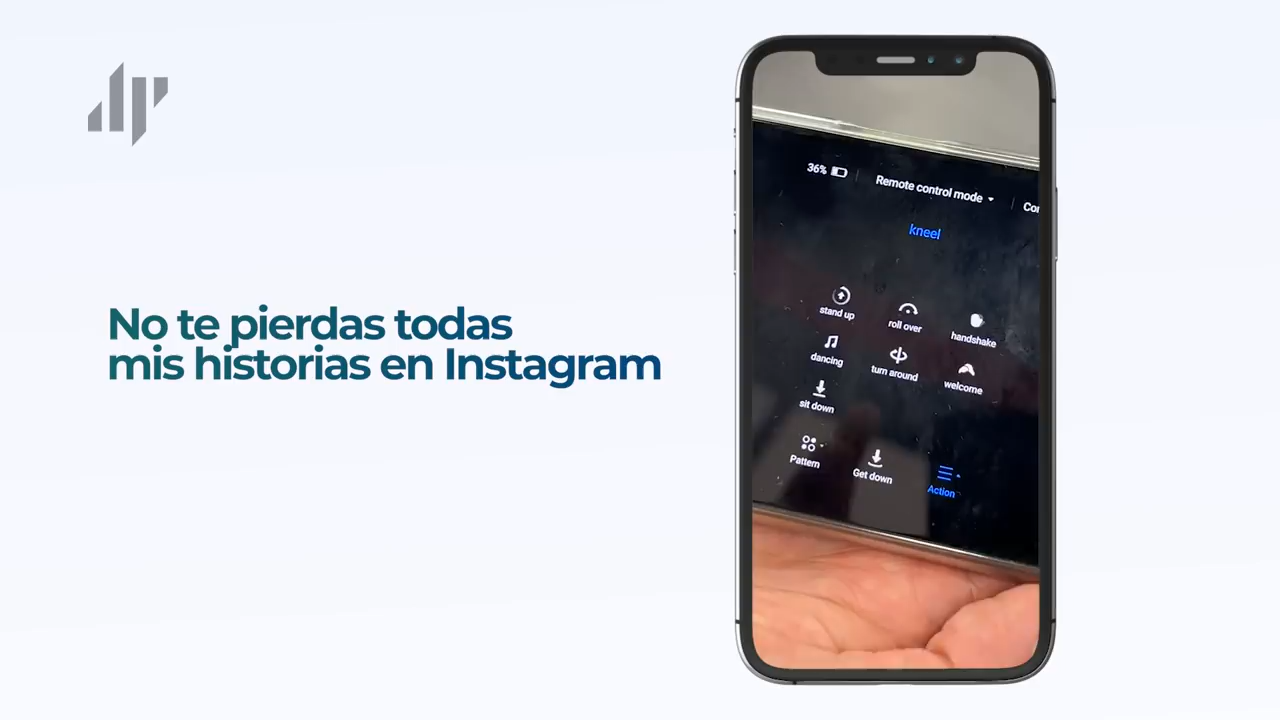 No te pierdas todas
mis historias en Instagram
36%
Remote control mode
kneel
stand up
roll over
handshake
dancing
turn around
welcome
sit down
Pattern
Get down
Action